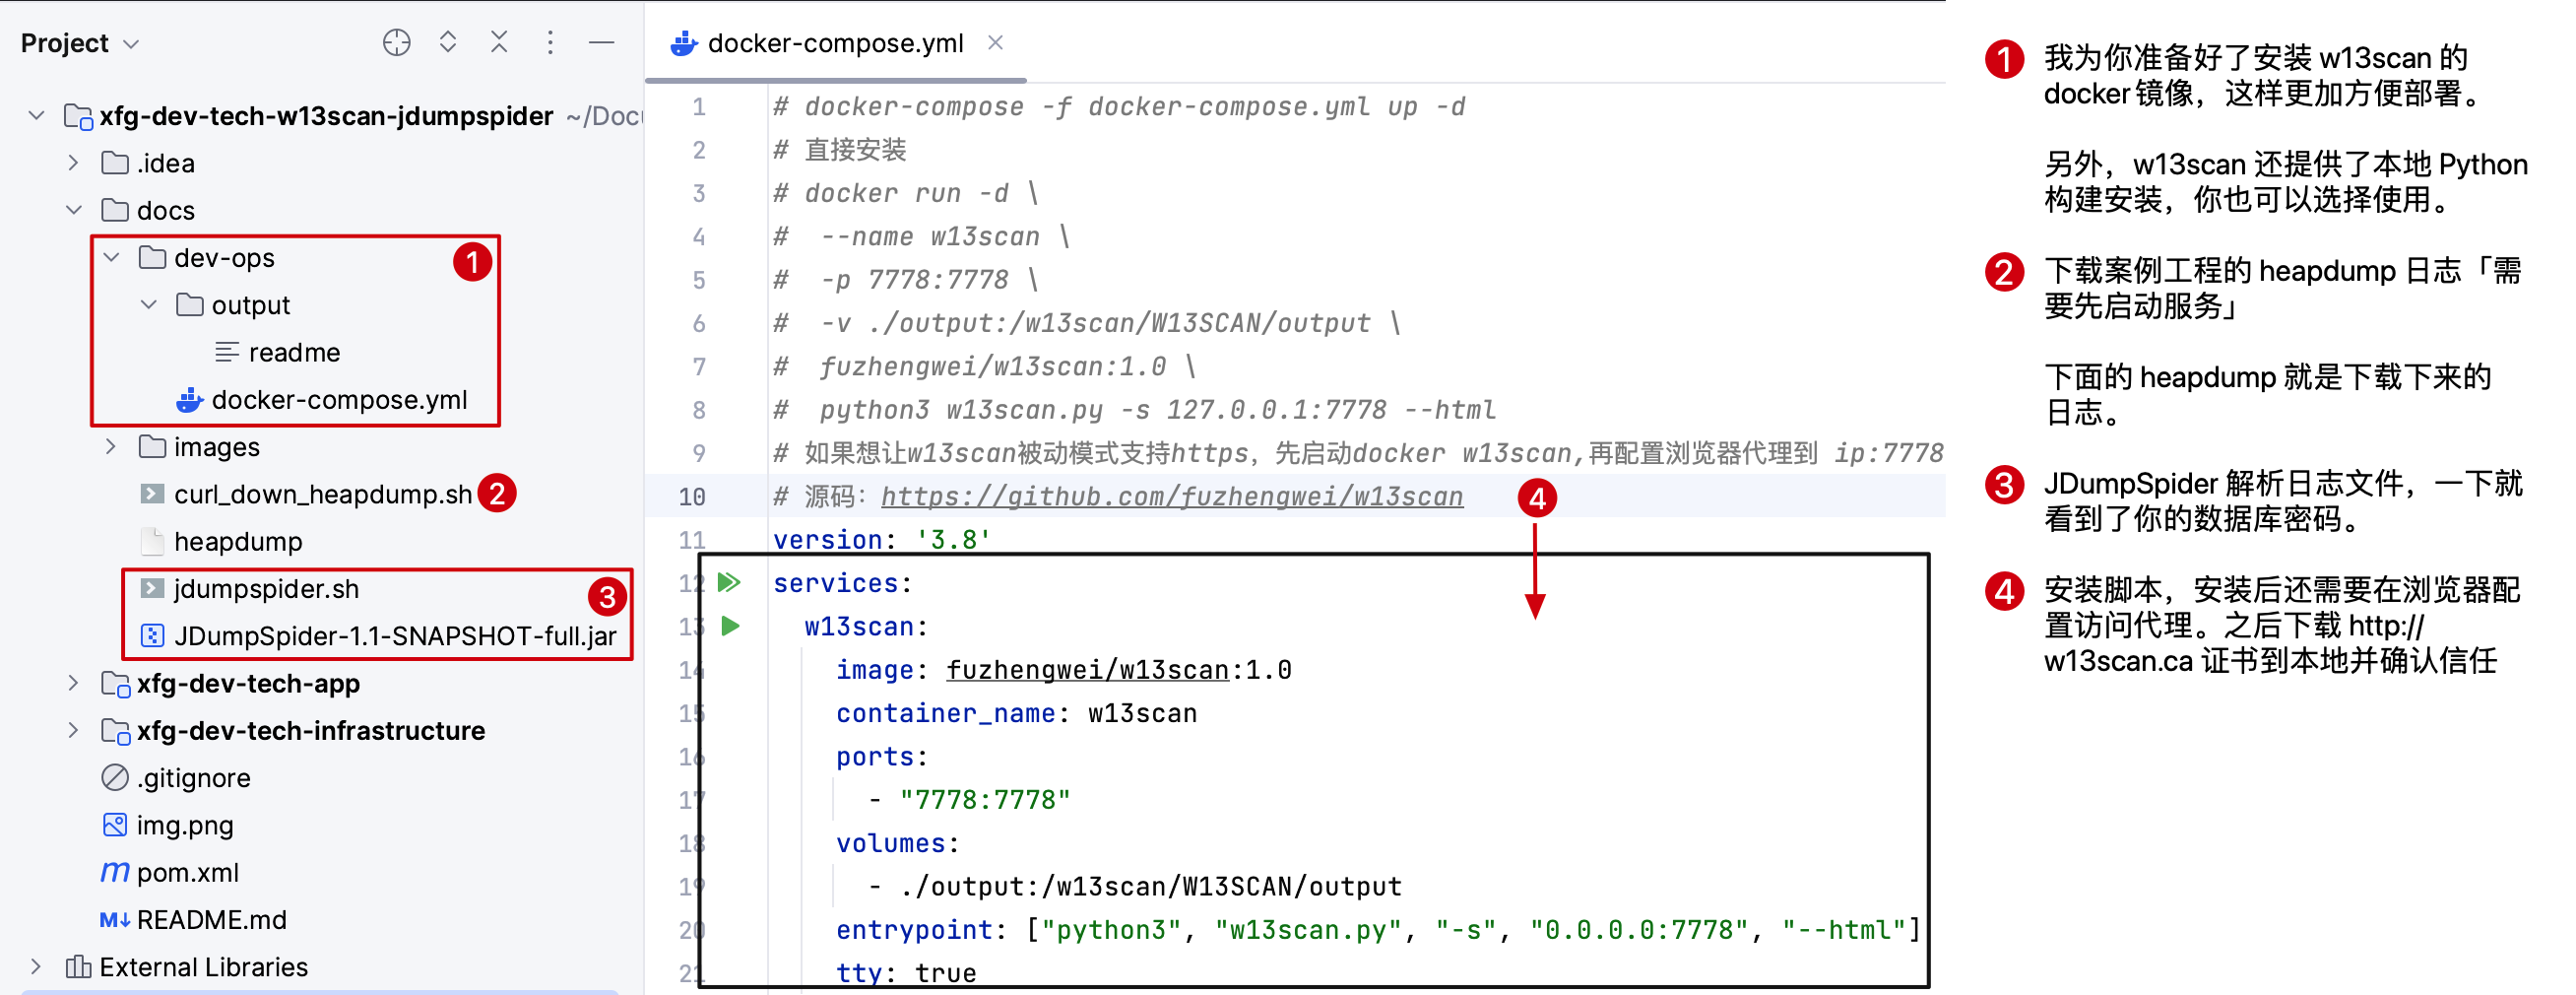 Project
xfg-dev-tech-w13scan-jdumpspider ~/Docu
.idea
docs
dev-ops
1
output
readme
docker-compose.yml
images
curl_down_heapdump.sh
2
heapdump
jdumpspider.sh
3
JDumpSpider-1.1-SNAPSHOT-full.jar
xfg-dev-tech-app
xfg-dev-tech-infrastructure
.gitignore
img.png
pom.xml
README.md
External Libraries
docker-compose.yml
1 # docker-compose -f docker-compose.yml up -d
2 # 直接安装
3 # docker run -d \
4 #  --name w13scan \
5 #  -p 7778:7778 \
6 #  -v ./output:/w13scan/W13SCAN/output \
7 #  fuzhengwei/w13scan:1.0 \
8 #  python3 w13scan.py -s 127.0.0.1:7778 --html
9 # 如果想让w13scan被动模式支持https，先启动docker w13scan,再配置浏览器代理到 ip:7778
10 # 源码：https://github.com/fuzhengwei/w13scan
4
11 version: '3.8'
12 services:
13   w13scan:
14     image: fuzhengwei/w13scan:1.0
15     container_name: w13scan
16     ports:
17       - "7778:7778"
18     volumes:
19       - ./output:/w13scan/W13SCAN/output
20     entrypoint: ["python3", "w13scan.py", "-s", "0.0.0.0:7778", "--html"]
21     tty: true
1 我为你准备好了安装 w13scan 的
docker 镜像，这样更加方便部署。
另外，w13scan 还提供了本地 Python
构建安装，你也可以选择使用。
2 下载案例工程的 heapdump 日志「需
要先启动服务」
下面的 heapdump 就是下载下来的
日志。
3 JDumpSpider 解析日志文件，一下就
看到了你的数据库密码。
4 安装脚本，安装后还需要在浏览器配
置访问代理。之后下载 http://
w13scan.ca 证书到本地并确认信任